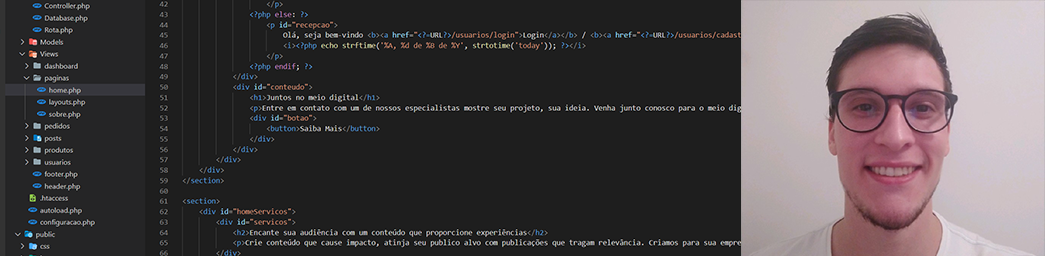 Controller.php
Database.php
Rota.php
Models
Views
dashboard
paginas
home.php
layouts.php
sobre.php
pedidos
posts
produtos
usuarios
footer.php
header.php
.htaccess
autoload.php
configuracao.php
public
css
42 </p>
43 <?php else: ?>
44 <p id="recepcao">
45 Olá, seja bem-vindo <b><a href="<?=URL?>/usuarios/login">Login</a></b> / <b><a href="<?=URL?>/usuarios/cadast
46 <i><?php echo strftime('%A, %d de %B de %Y', strtotime('today')); ?></i>
47 </p>
48 <?php endif; ?>
49 </div>
50 <div id="conteudo">
51 <h1>Juntos no meio digital</h1>
52 <p>Entre em contato com um de nossos especialistas mostre seu projeto, sua ideia. Venha junto conosco para o meio dig
53 <div id="botao">
54 <button>Saiba Mais</button>
55 </div>
56 </div>
57 </div>
58 </div>
59 </section>
60
61 <section>
62 <div id="homeServicos">
63 <div id="servicos">
64 <h2>Encante sua audiência com um conteúdo que proporcione experiências</h2>
65 <p>Crie conteúdo que cause impacto, atinja seu publico alvo com publicações que tragam relevância. Criamos para sua empre
66 </div>